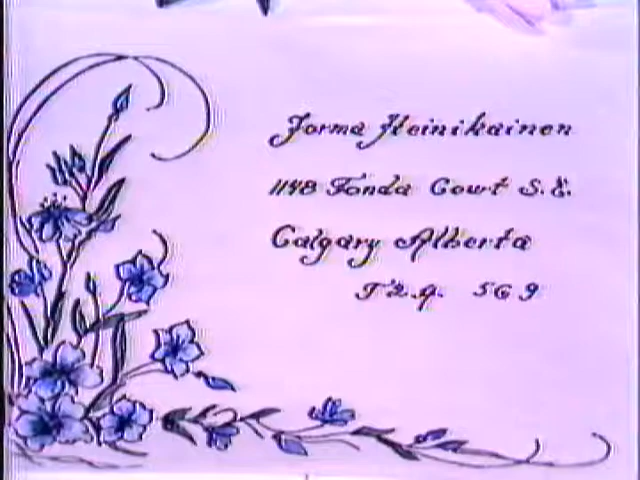 Jorma Heinikainen
1148 Fonda Court S.E.
Calgary Alberta
T2A 5G9